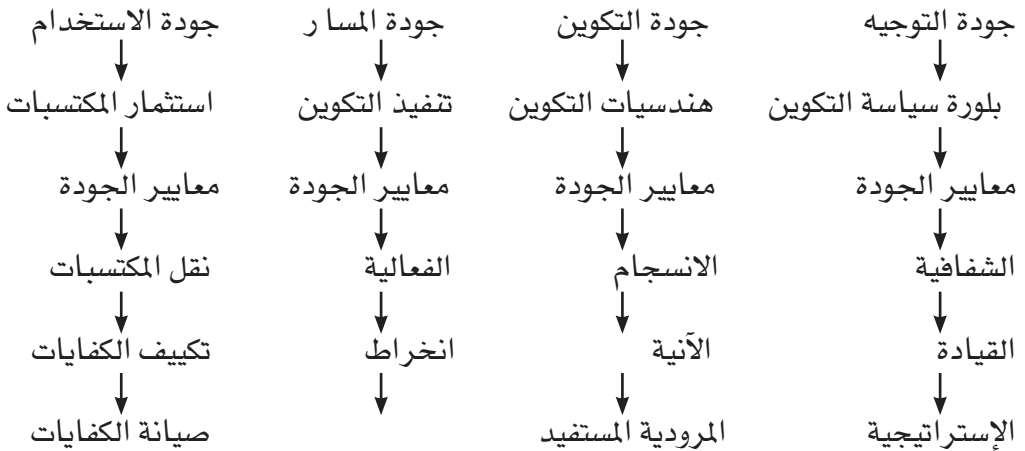 جودة التوجيه جودة التكوين جودة المسا ر جودة الاستخدام
بلورة سياسة التكوين هندسيات التكوين تنفيذ التكوين استثمار المكتسبات
معايير الجودة معايير الجودة معايير الجودة معايير الجودة
الشفافية الانسجام الفعالية نقل المكتسبات
القيادة الآنية انخراط تكييف الكفايات
الإستراتيجية المرودية المستفيد صيانة الكفايات